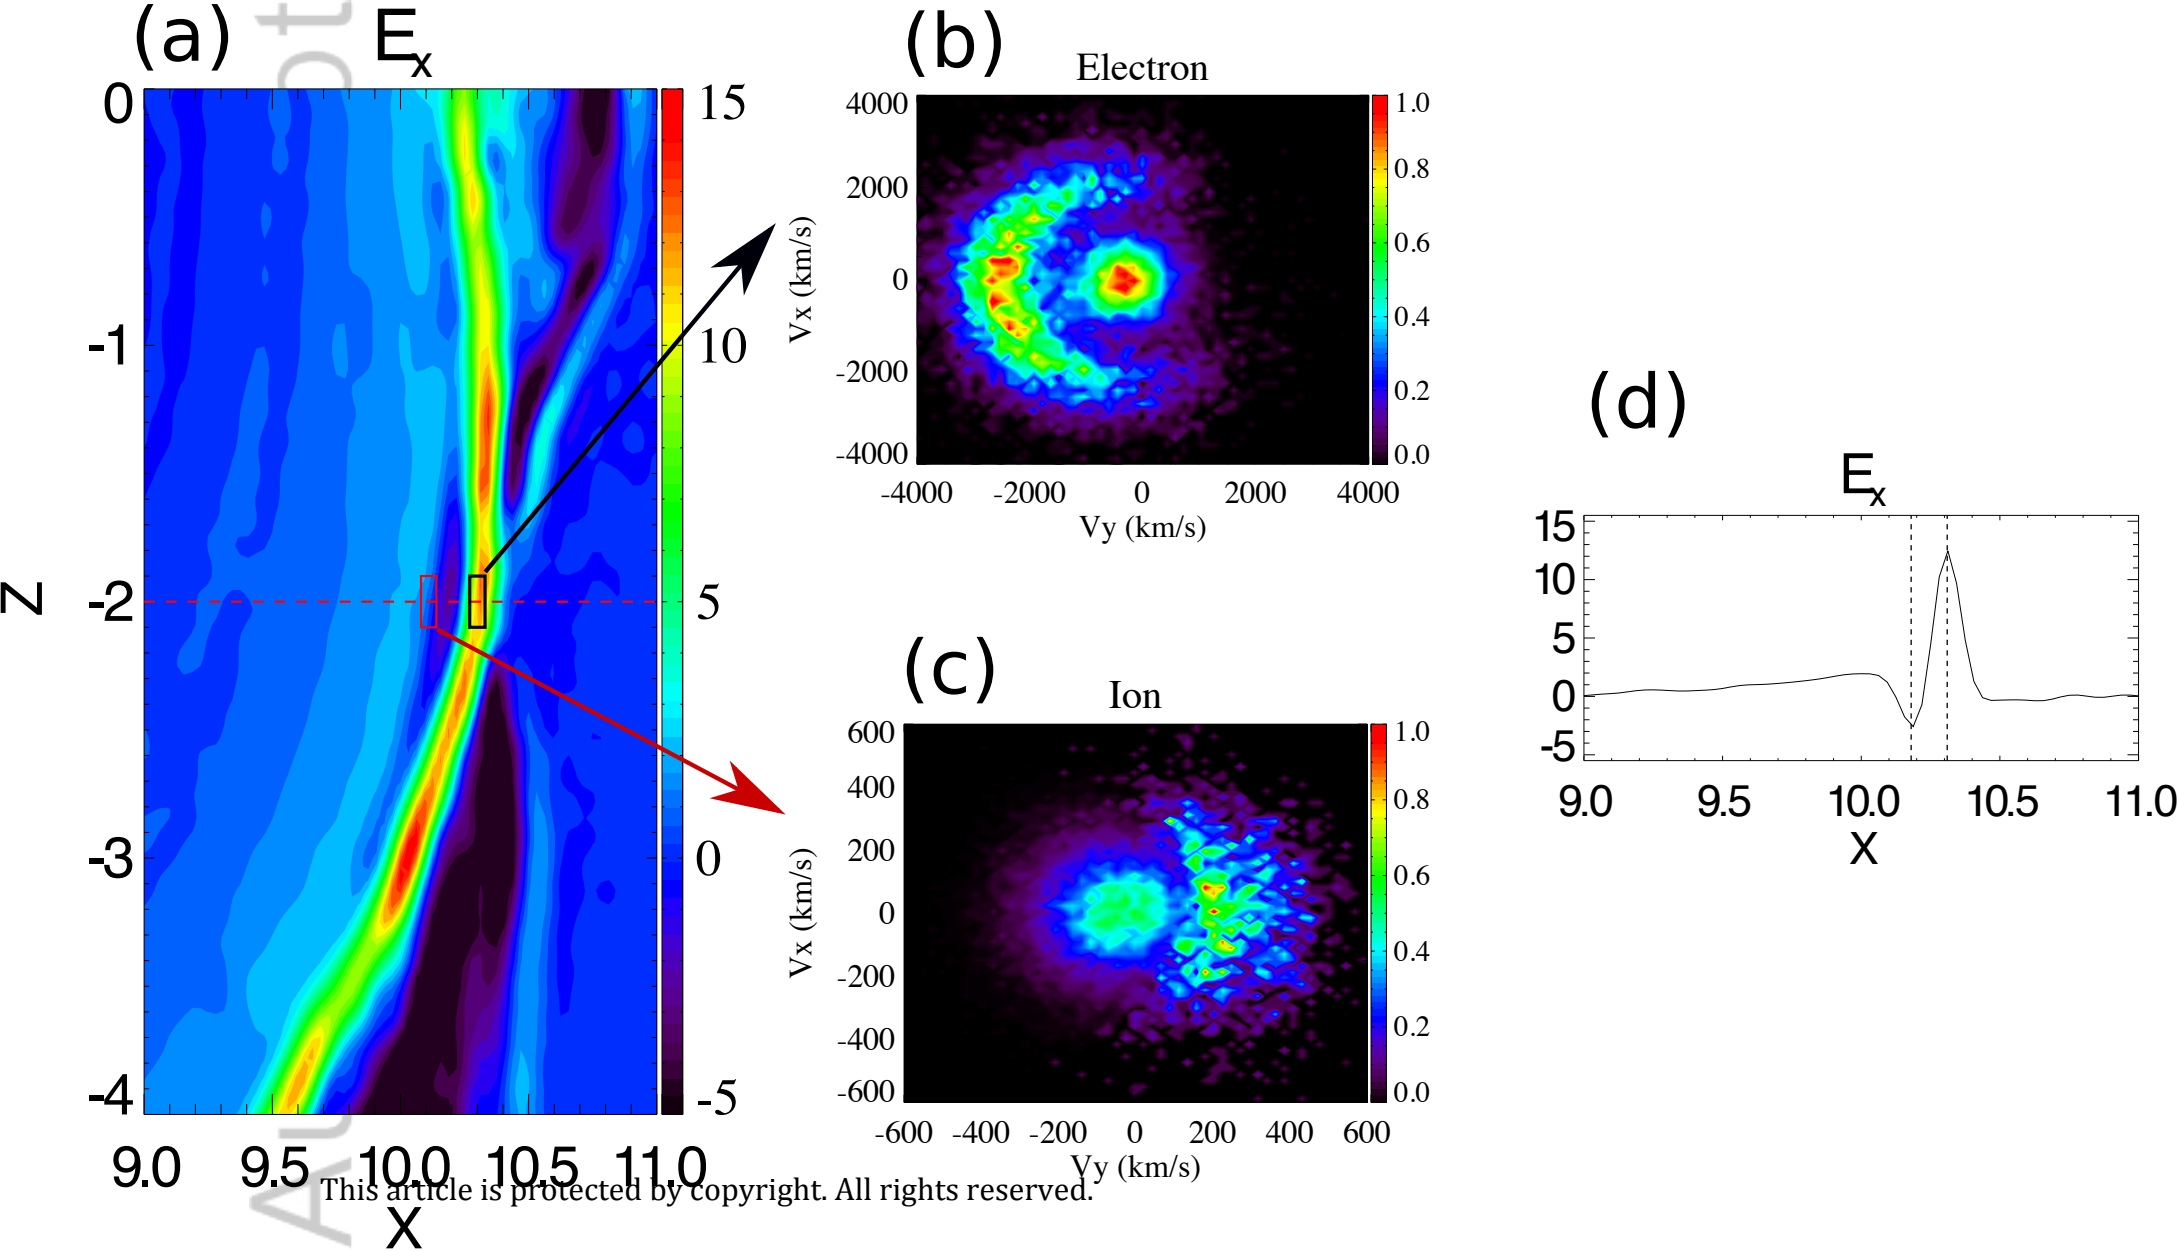 (a)
Ex
0
-1
-2
-3
-4
Z
9.0 9.5 10.0 10.5 11.0
X
15
10
5
0
-5
(b)
Electron
4000
2000
0
-2000
-4000
Vx (km/s)
-4000 -2000 0 2000 4000
Vy (km/s)
1.0
0.8
0.6
0.4
0.2
0.0
(c)
Ion
600
400
200
0
-200
-400
-600
Vx (km/s)
-600 -400 -200 0 200 400 600
Vy (km/s)
1.0
0.8
0.6
0.4
0.2
0.0
(d)
Ex
15
10
5
0
-5
9.0 9.5 10.0 10.5 11.0
X
This article is protected by copyright. All rights reserved.